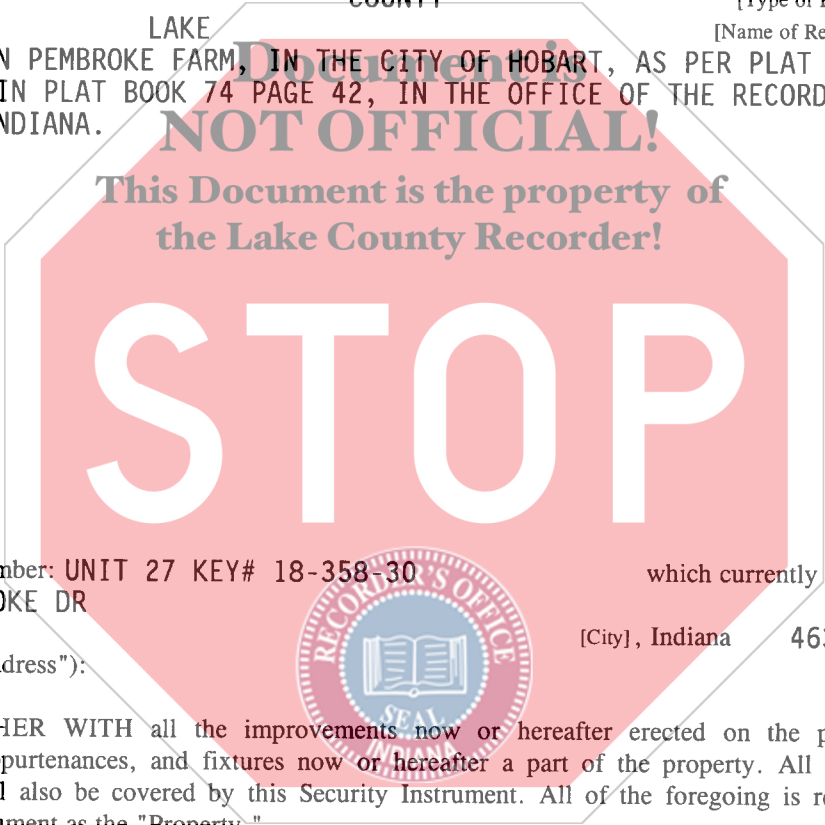 COUNTY
LAKE
[Name of Re
N PEMBROKE FARM, IN THE CITY OF HOBART, AS PER PLAT
IN PLAT BOOK 74 PAGE 42, IN THE OFFICE OF THE RECORD
NDIANA.
Document is
NOT OFFICIAL!
This Document is the property of
the Lake County Recorder!
STOP
mber: UNIT 27 KEY# 18-358-30 which currently
OKE DR
[City], Indiana 463
dress"):
RECORDER'S OFFICE
SEAL
INDIANA
HER WITH all the improvements now or hereafter erected on the p
purtenances, and fixtures now or hereafter a part of the property. All
l also be covered by this Security Instrument. All of the foregoing is re
ument as the "Property."